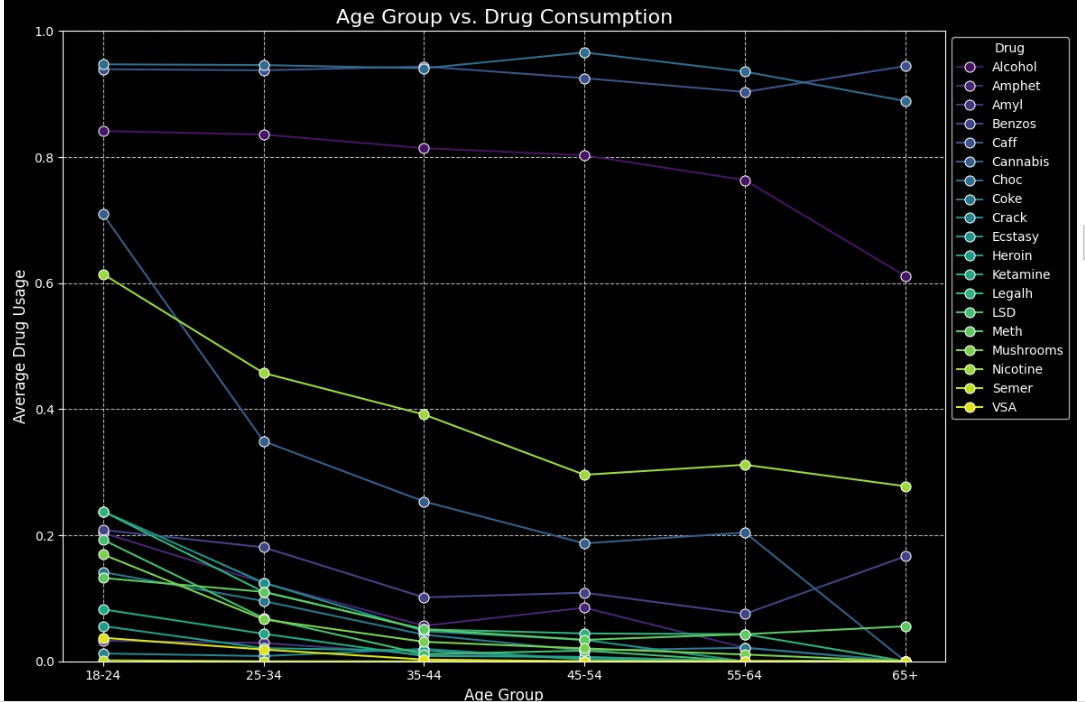 Age Group vs. Drug Consumption
1.0
0.8
0.6
0.4
0.2
0.0
Average Drug Usage
18-24 25-34 35-44 45-54 55-64 65+
Age Group
Drug
Alcohol
Amphet
Amyl
Benzos
Caff
Cannabis
Choc
Coke
Crack
Ecstasy
Heroin
Ketamine
Legalh
LSD
Meth
Mushrooms
Nicotine
Semer
VSA